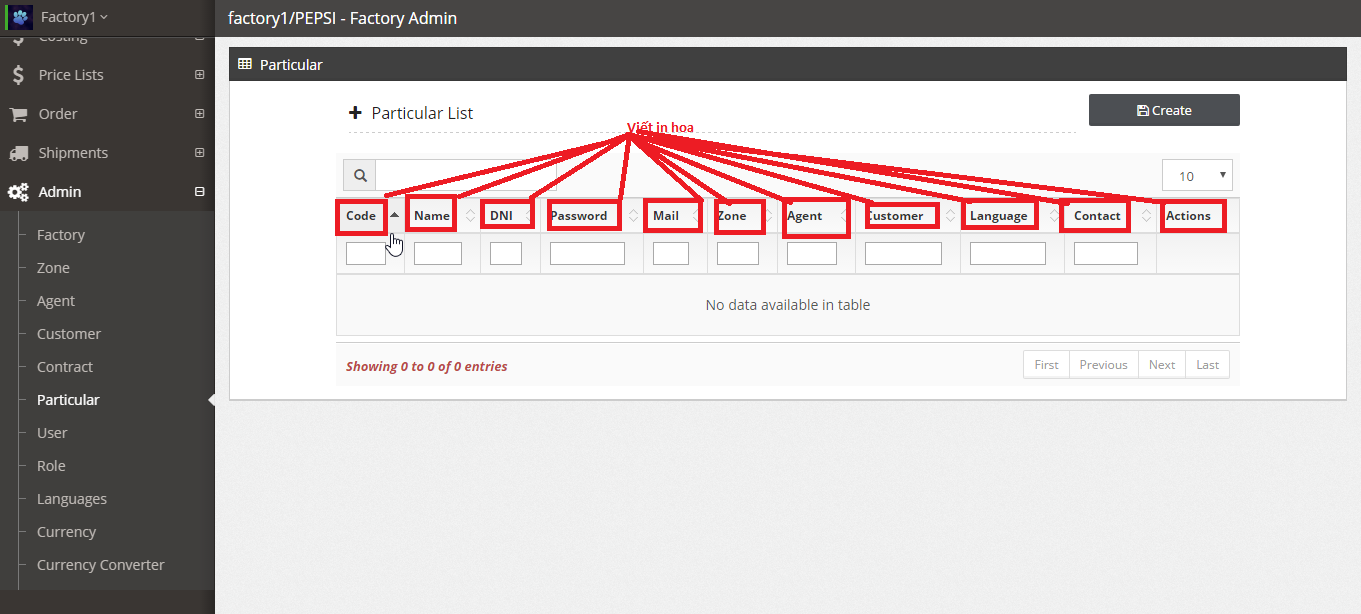 Factory1
factory1/PEPSI - Factory Admin
Costing
Price Lists
Order
Shipments
Admin
Factory
Zone
Agent
Customer
Contract
Particular
User
Role
Languages
Currency
Currency Converter
Particular
Particular List
Create
Viết in hoa
10
Code Name DNI Password Mail Zone Agent Customer Language Contact Actions
No data available in table
Showing 0 to 0 of 0 entries
First Previous Next Last